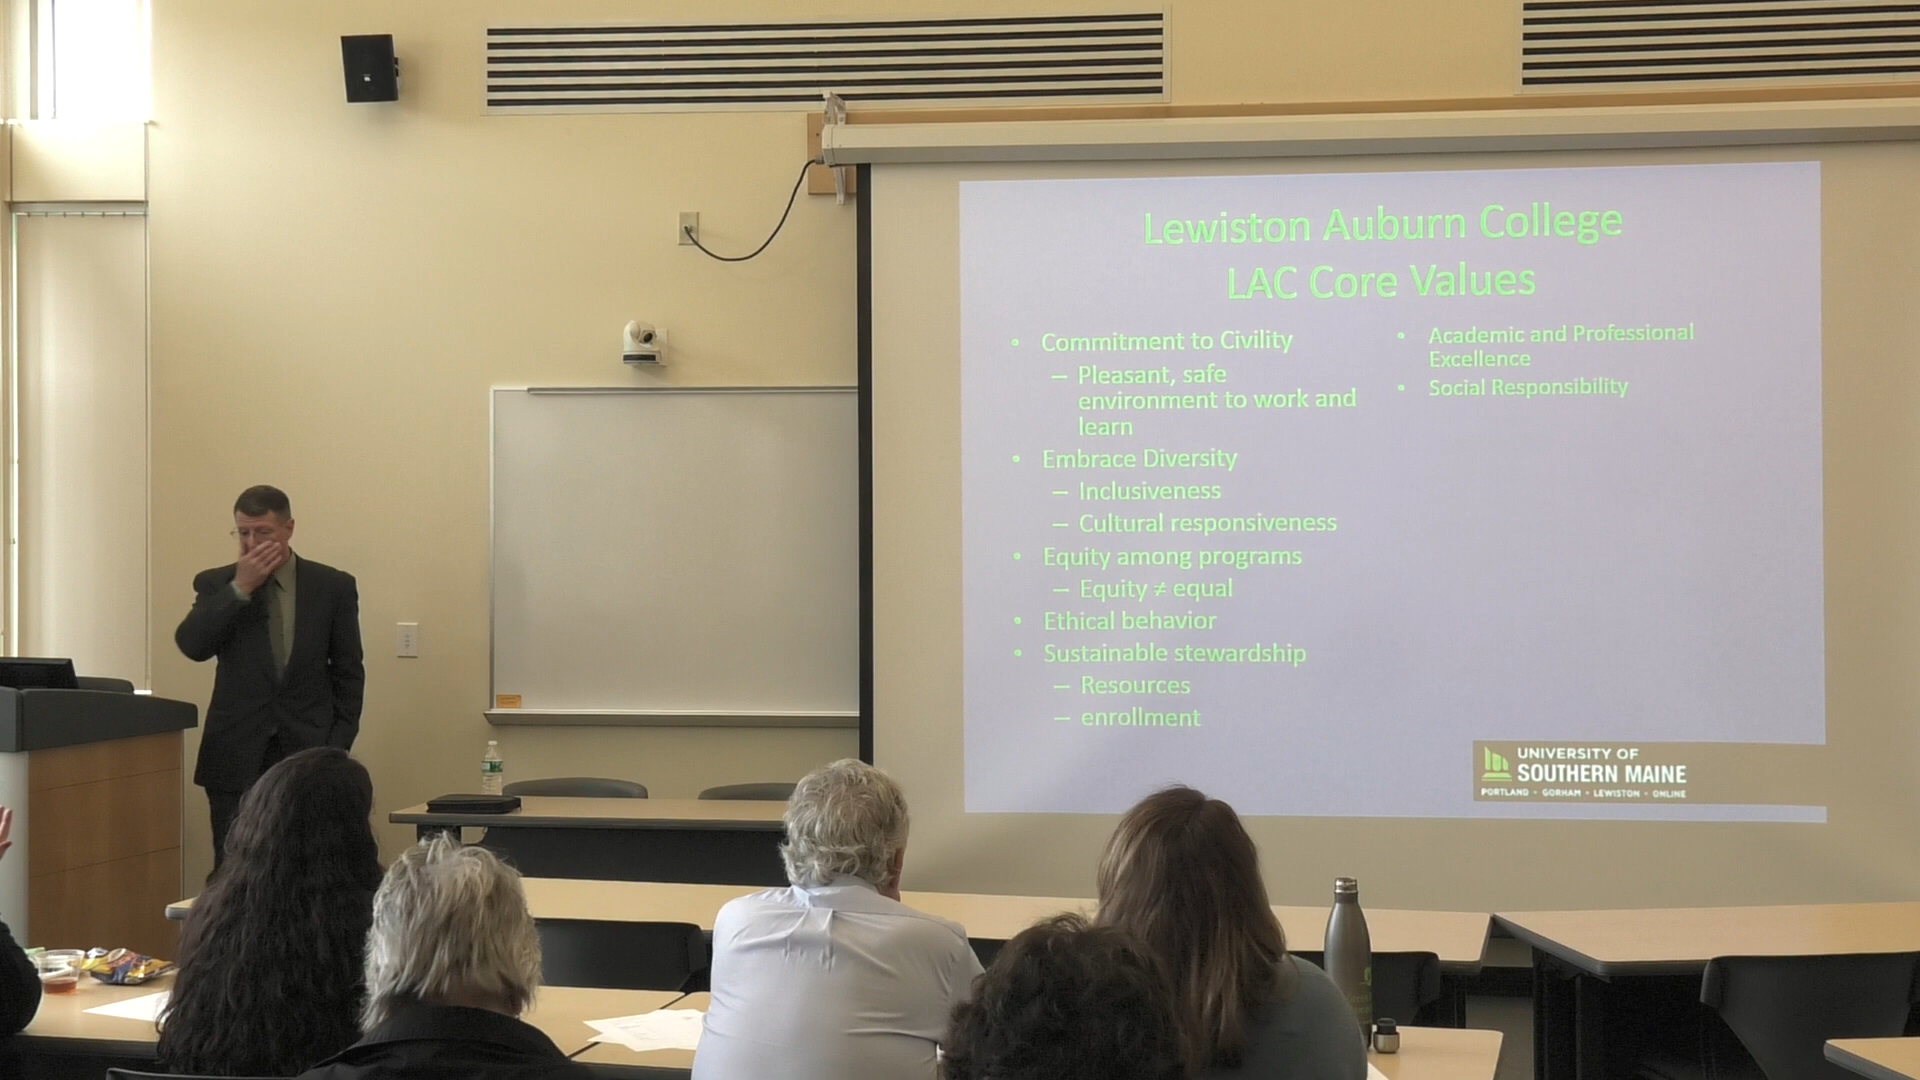 Lewiston Auburn College
LAC Core Values
• Commitment to Civility
– Pleasant, safe
environment to work and
learn
• Embrace Diversity
– Inclusiveness
– Cultural responsiveness
• Equity among programs
– Equity ≠ equal
• Ethical behavior
• Sustainable stewardship
– Resources
– enrollment
• Academic and Professional
Excellence
• Social Responsibility
UNIVERSITY OF
SOUTHERN MAINE
PORTLAND • GORHAM • LEWISTON • ONLINE